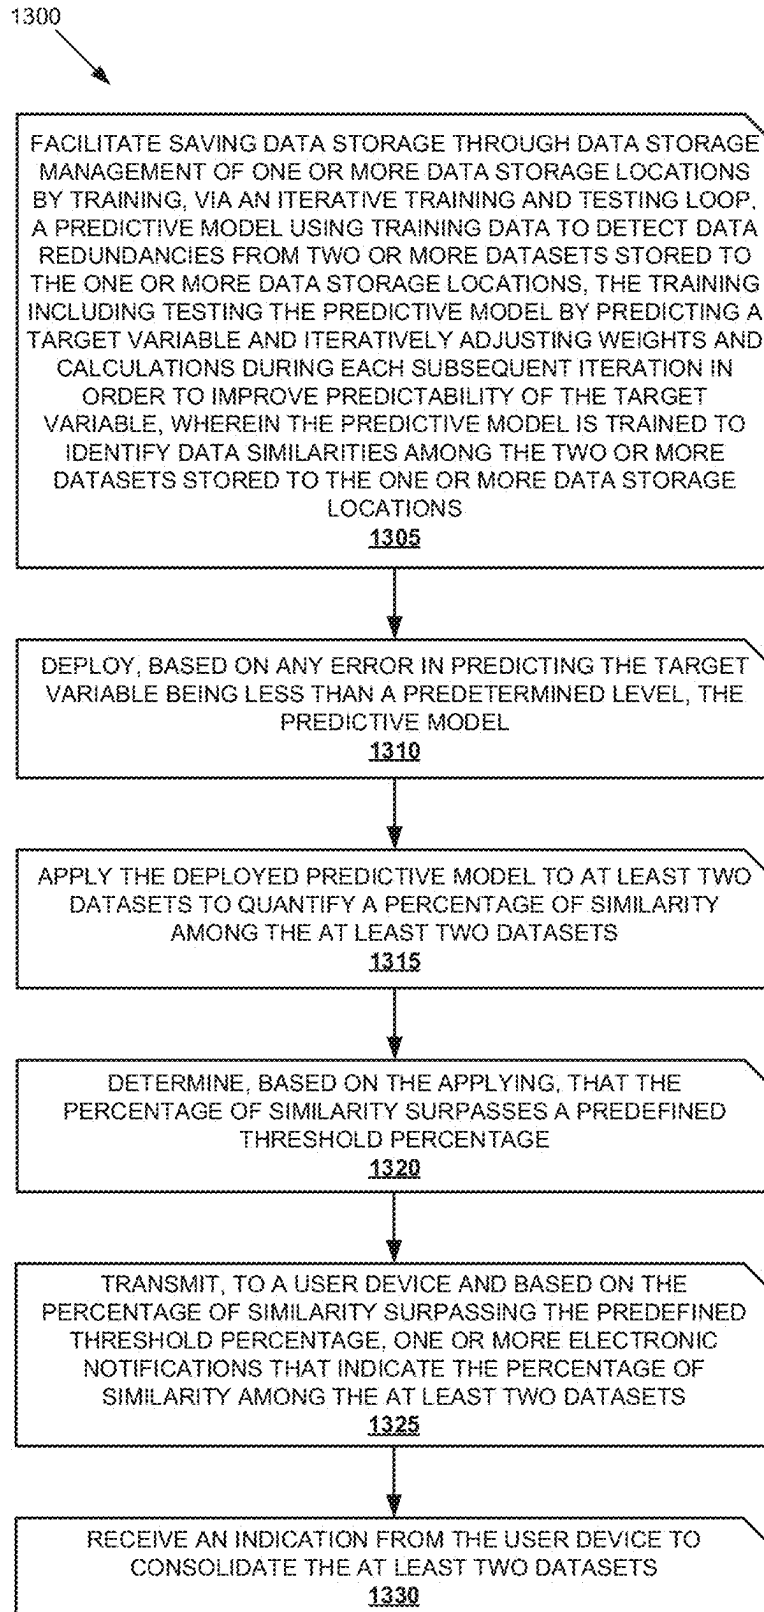 1300
FACILITATE SAVING DATA STORAGE THROUGH DATA STORAGE
MANAGEMENT OF ONE OR MORE DATA STORAGE LOCATIONS
BY TRAINING, VIA AN ITERATIVE TRAINING AND TESTING LOOP,
A PREDICTIVE MODEL USING TRAINING DATA TO DETECT DATA
REDUNDANCIES FROM TWO OR MORE DATASETS STORED TO
THE ONE OR MORE DATA STORAGE LOCATIONS, THE TRAINING
INCLUDING TESTING THE PREDICTIVE MODEL BY PREDICTING A
TARGET VARIABLE AND ITERATIVELY ADJUSTING WEIGHTS AND
CALCULATIONS DURING EACH SUBSEQUENT ITERATION IN
ORDER TO IMPROVE PREDICTABILITY OF THE TARGET
VARIABLE, WHEREIN THE PREDICTIVE MODEL IS TRAINED TO
IDENTIFY DATA SIMILARITIES AMONG THE TWO OR MORE
DATASETS STORED TO THE ONE OR MORE DATA STORAGE
LOCATIONS
1305
DEPLOY, BASED ON ANY ERROR IN PREDICTING THE TARGET
VARIABLE BEING LESS THAN A PREDETERMINED LEVEL, THE
PREDICTIVE MODEL
1310
APPLY THE DEPLOYED PREDICTIVE MODEL TO AT LEAST TWO
DATASETS TO QUANTIFY A PERCENTAGE OF SIMILARITY
AMONG THE AT LEAST TWO DATASETS
1315
DETERMINE, BASED ON THE APPLYING, THAT THE
PERCENTAGE OF SIMILARITY SURPASSES A PREDEFINED
THRESHOLD PERCENTAGE
1320
TRANSMIT, TO A USER DEVICE AND BASED ON THE
PERCENTAGE OF SIMILARITY SURPASSING THE PREDEFINED
THRESHOLD PERCENTAGE, ONE OR MORE ELECTRONIC
NOTIFICATIONS THAT INDICATE THE PERCENTAGE OF
SIMILARITY AMONG THE AT LEAST TWO DATASETS
1325
RECEIVE AN INDICATION FROM THE USER DEVICE TO
CONSOLIDATE THE AT LEAST TWO DATASETS
1330